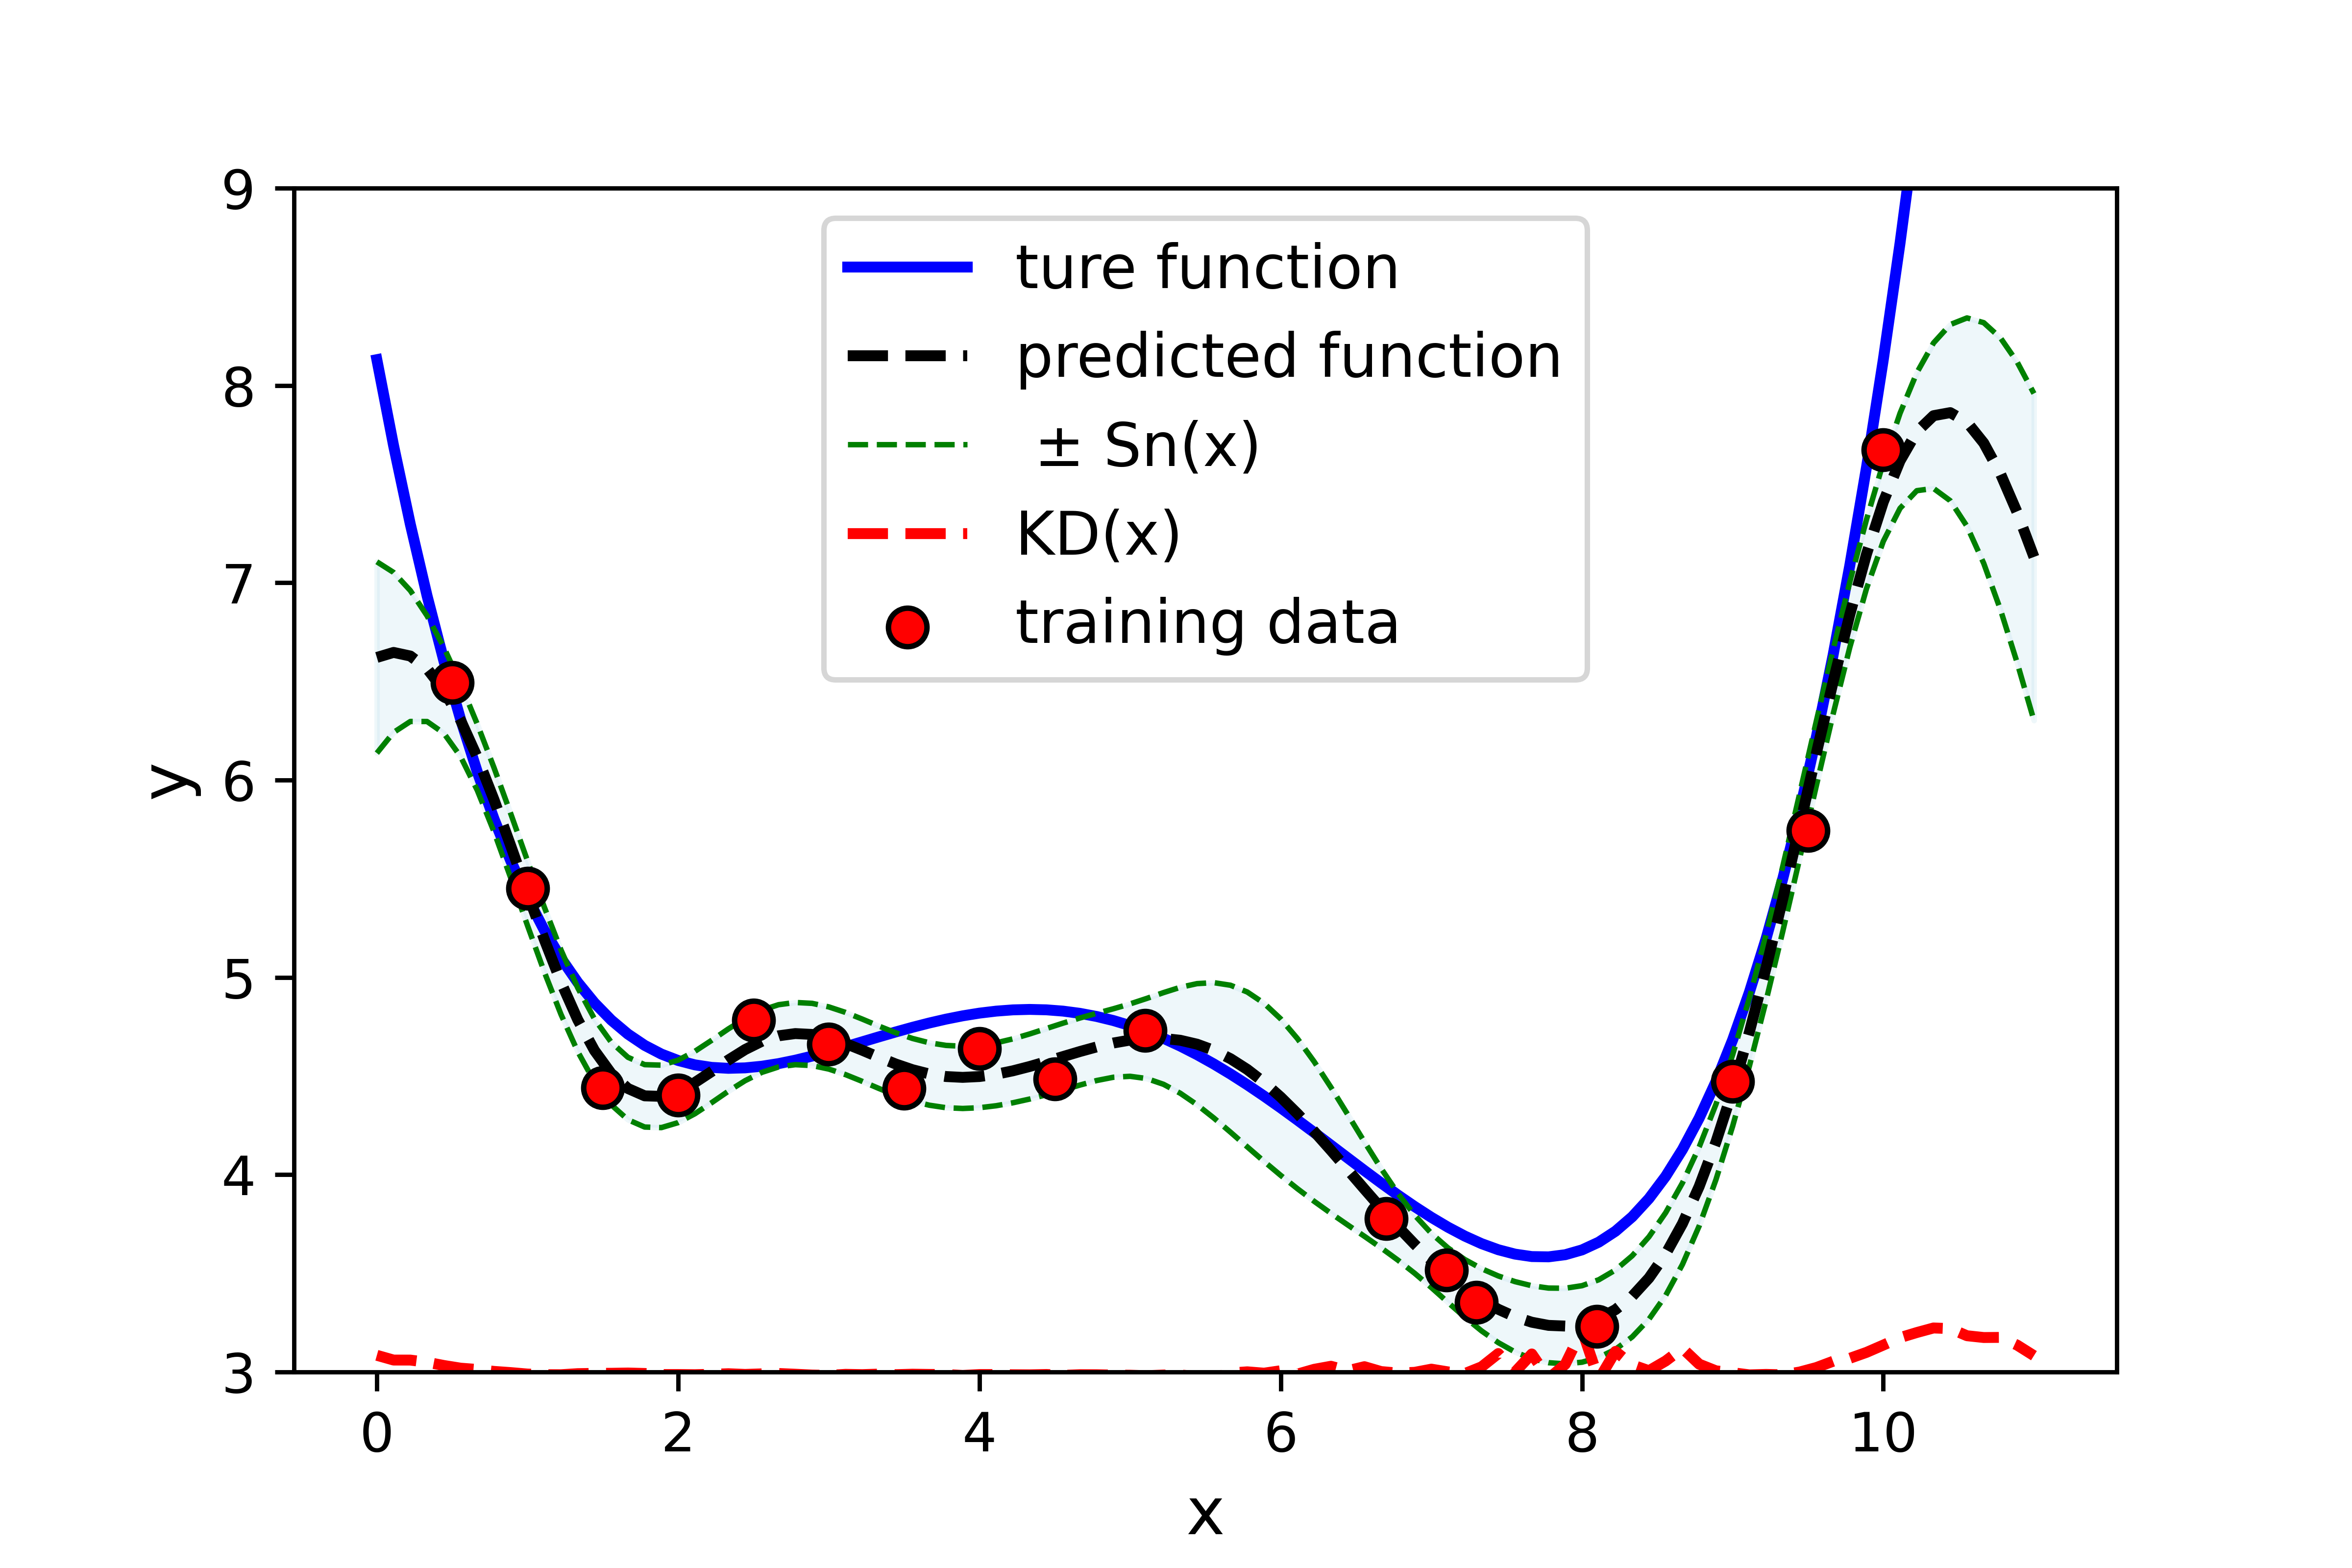 9
8
7
6
5
4
3
y
ture function
predicted function
± Sn(x)
KD(x)
training data
0 2 4 6 8 10
x